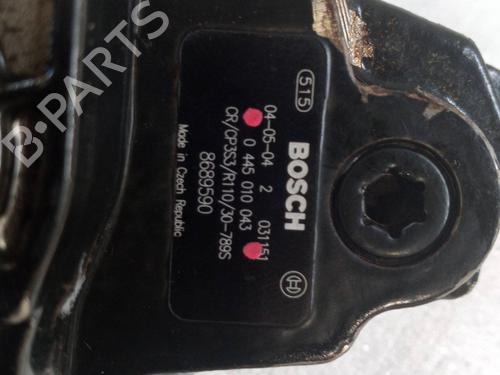 515
BOSCH
04-05-04 2 031151
0 445 010 043
CR/CP3S3/R110/30-789S
8689590
Made in Czech Republic
B-PARTS